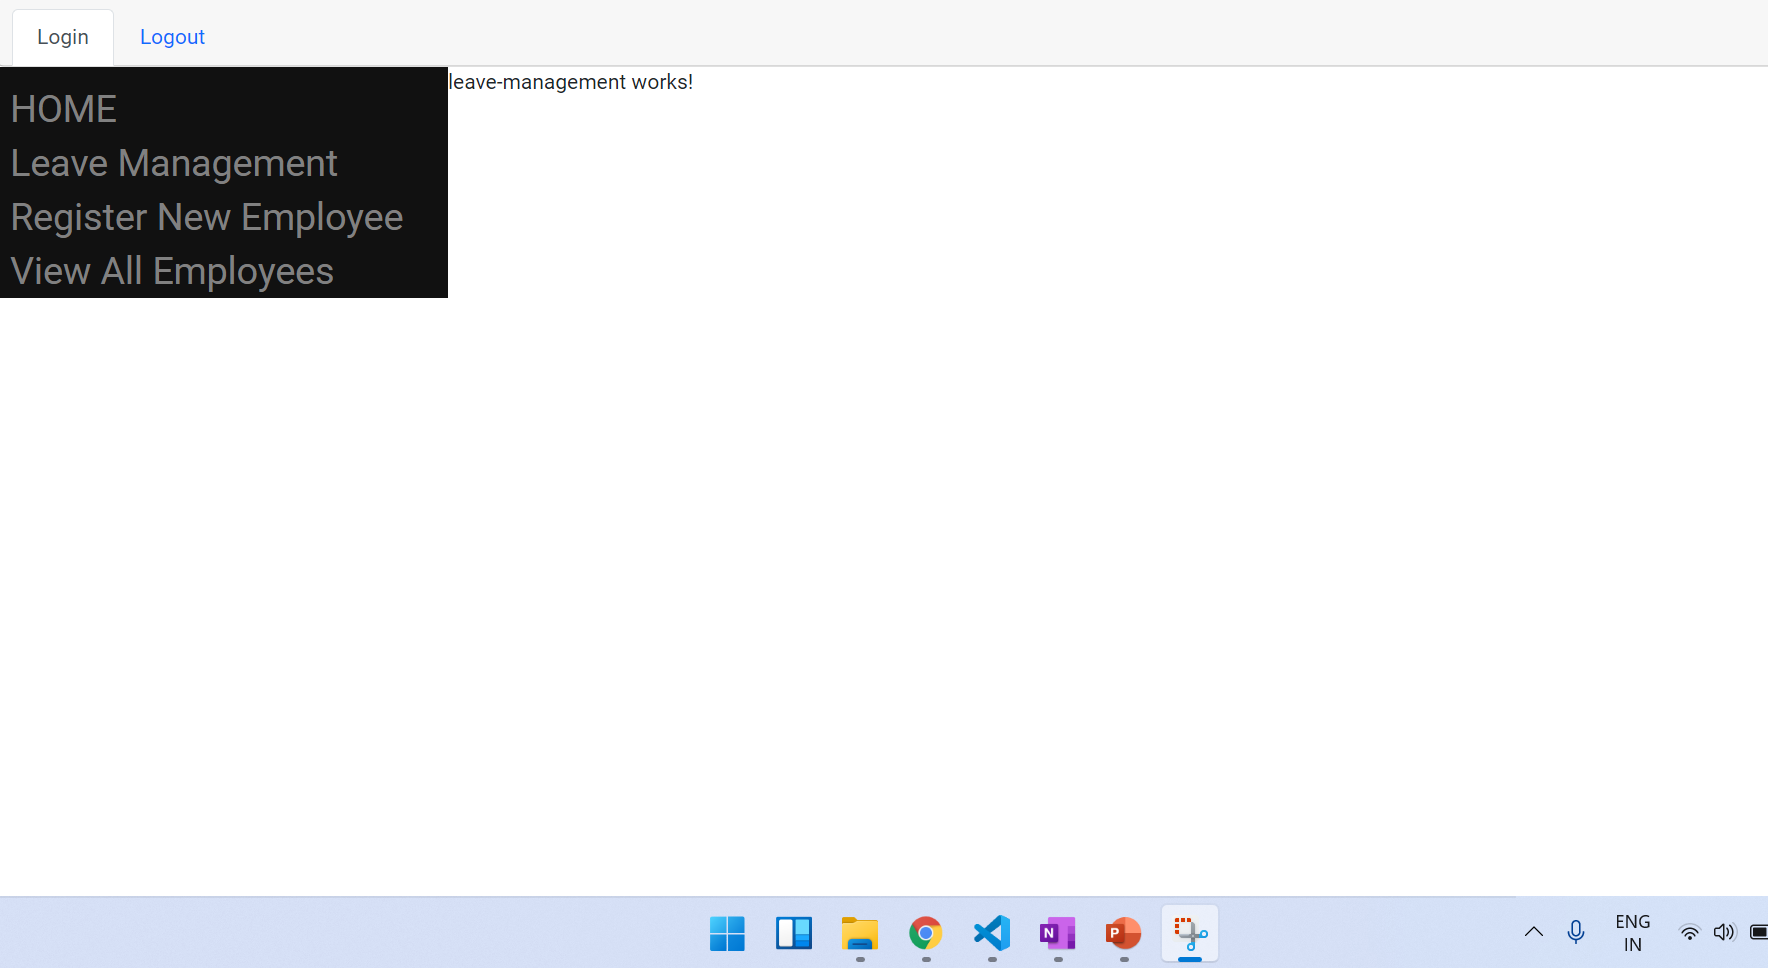 Login Logout
leave-management works!
HOME
Leave Management
Register New Employee
View All Employees
N
P
ENG
IN